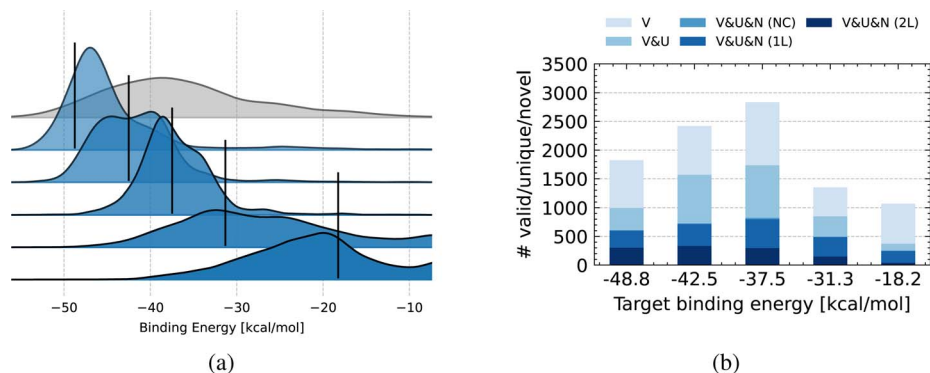 −50 −40 −30 −20 −10
Binding Energy [kcal/mol]
(a)
V V&U&N (NC) V&U&N (2L)
V&U V&U&N (1L)
# valid/unique/novel
3500
3000
2500
2000
1500
1000
500
0
-48.8 -42.5 -37.5 -31.3 -18.2
Target binding energy [kcal/mol]
(b)